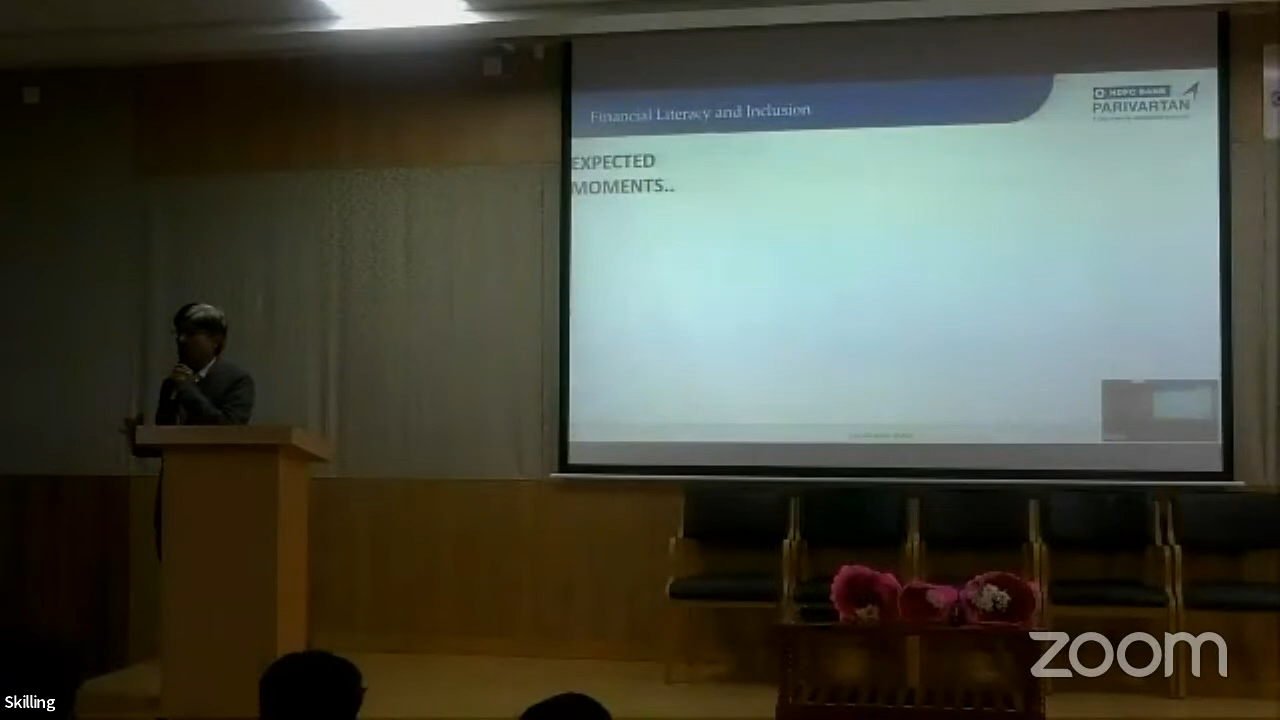 Financial Literacy and Inclusion
HDFC BANK
PARIVARTAN
EXPECTED
MOMENTS..
zoom
Skilling